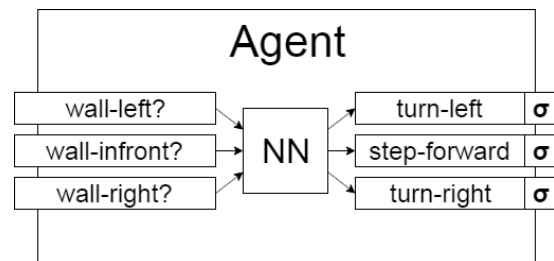 Agent
wall-left?
wall-infront?
wall-right?
NN
turn-left σ
step-forward σ
turn-right σ